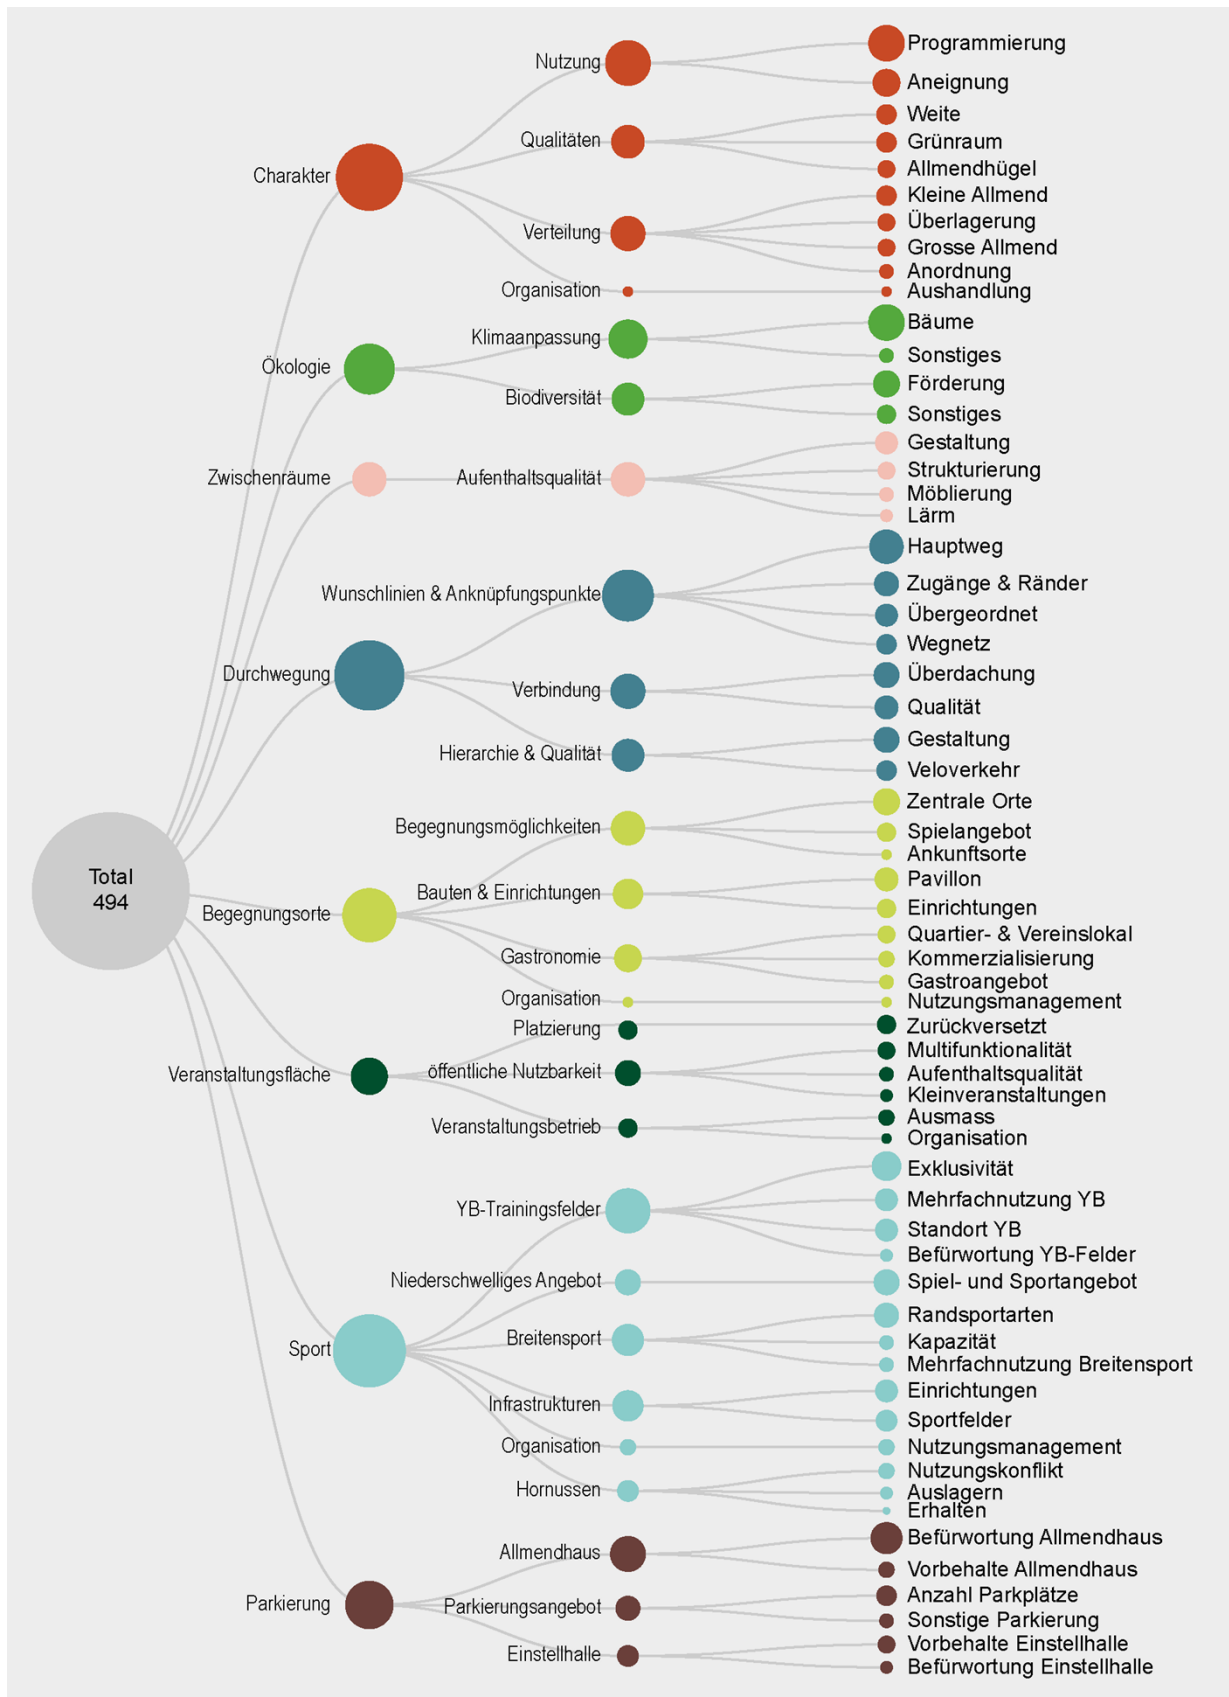 Total
494
Charakter
Nutzung
Programmierung
Aneignung
Qualitäten
Weite
Grünraum
Allmendhügel
Verteilung
Kleine Allmend
Überlagerung
Grosse Allmend
Anordnung
Organisation
Aushandlung
Ökologie
Klimaanpassung
Bäume
Sonstiges
Biodiversität
Förderung
Sonstiges
Zwischenräume
Aufenthaltsqualität
Gestaltung
Strukturierung
Möblierung
Lärm
Durchwegung
Wunschlinien & Anknüpfungspunkte
Hauptweg
Zugänge & Ränder
Übergeordnet
Wegnetz
Verbindung
Überdachung
Qualität
Hierarchie & Qualität
Gestaltung
Veloverkehr
Begegnungsorte
Begegnungsmöglichkeiten
Zentrale Orte
Spielangebot
Ankunftsorte
Bauten & Einrichtungen
Pavillon
Einrichtungen
Gastronomie
Quartier- & Vereinslokal
Kommerzialisierung
Gastroangebot
Organisation
Nutzungsmanagement
Veranstaltungsfläche
Platzierung
Zurückversetzt
öffentliche Nutzbarkeit
Multifunktionalität
Aufenthaltsqualität
Kleinveranstaltungen
Veranstaltungsbetrieb
Ausmass
Organisation
Sport
YB-Trainingsfelder
Exklusivität
Mehrfachnutzung YB
Standort YB
Befürwortung YB-Felder
Niederschwelliges Angebot
Spiel- und Sportangebot
Breitensport
Randsportarten
Kapazität
Mehrfachnutzung Breitensport
Infrastrukturen
Einrichtungen
Sportfelder
Organisation
Nutzungsmanagement
Hornussen
Nutzungskonflikt
Auslagern
Erhalten
Parkierung
Allmendhaus
Befürwortung Allmendhaus
Vorbehalte Allmendhaus
Parkierungsangebot
Anzahl Parkplätze
Sonstige Parkierung
Einstellhalle
Vorbehalte Einstellhalle
Befürwortung Einstellhalle